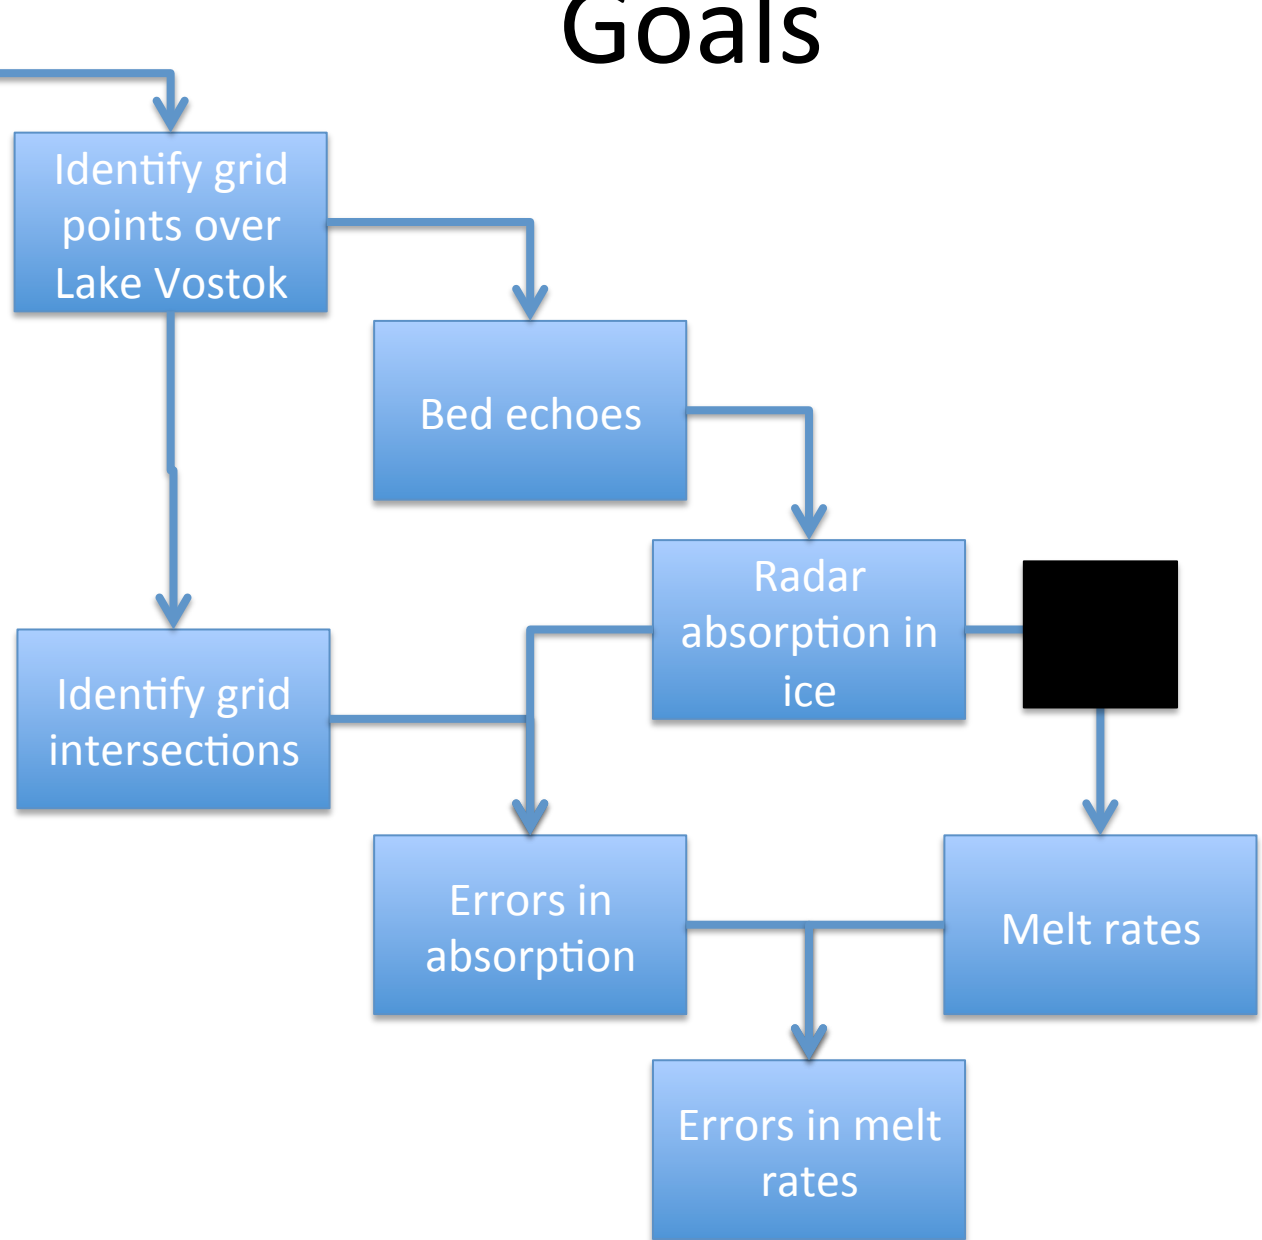 Goals
Identify grid
points over
Lake Vostok
Bed echoes
Radar
absorption in
ice
Identify grid
intersections
Errors in
absorption
Melt rates
Errors in melt
rates